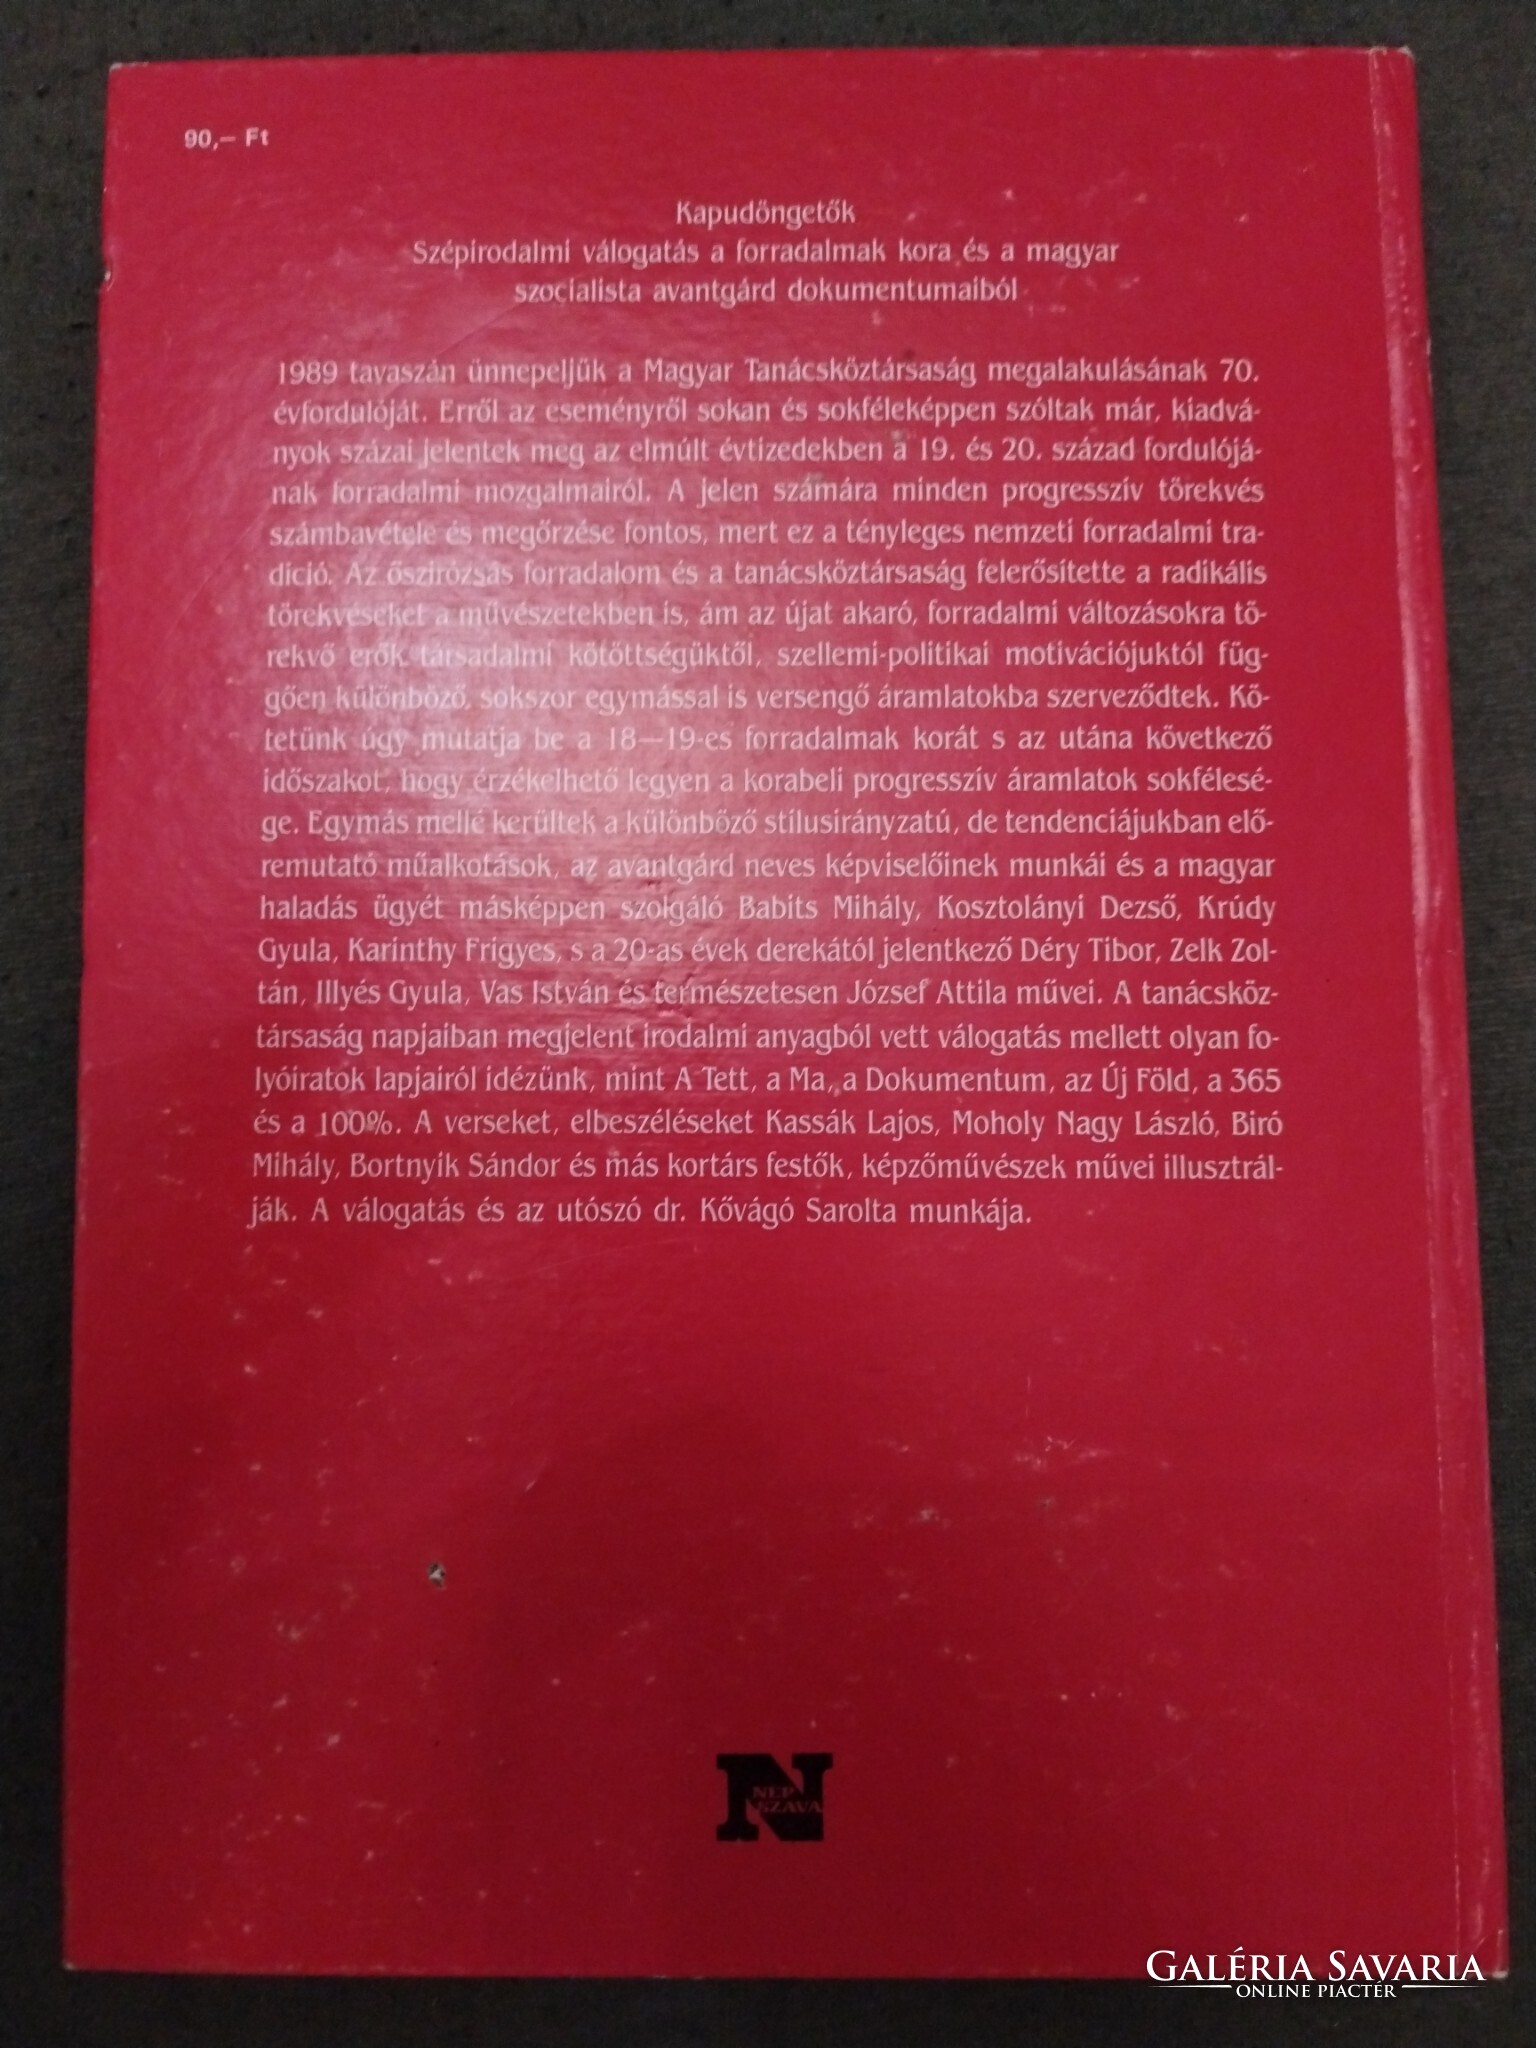 90,— Ft
Kapudöngetők
Szépirodalmi válogatás a forradalmak kora és a magyar
szocialista avantgárd dokumentumaiból
1989 tavaszán ünnepeljük a Magyar Tanácsköztársaság megalakulásának 70.
évfordulóját. Erről az eseményről sokan és sokféleképpen szóltak már, kiadvá-
nyok százai jelentek meg az elmúlt évtizedekben a 19. és 20. század fordulójá-
nak forradalmi mozgalmairól. A jelen számára minden progresszív törekvés
számbavétele és megőrzése fontos, mert ez a tényleges nemzeti forradalmi tra-
díció. Az őszirózsás forradalom és a tanácsköztársaság felerősítette a radikális
törekvéseket a művészetekben is, ám az újat akaró, forradalmi változásokra tö-
rekvő erők társadalmi kötöttségüktől, szellemi-politikai motivációjuktól füg-
gően különböző, sokszor egymással is versengő áramlatokba szerveződtek. Kö-
tetünk úgy mutatja be a 18—19-es forradalmak korát s az utána következő
időszakot, hogy érzékelhető legyen a korabeli progresszív áramlatok sokfélesé-
ge. Egymás mellé kerültek a különböző stílusirányzatú, de tendenciájukban elő-
remutató műalkotások, az avantgárd neves képviselőinek munkái és a magyar
haladás ügyét másképpen szolgáló Babits Mihály, Kosztolányi Dezső, Krúdy
Gyula, Karinthy Frigyes, s a 20-as évek derekától jelentkező Déry Tibor, Zelk Zol-
tán, Illyés Gyula, Vas István és természetesen József Attila művei. A tanácsköz-
társaság napjaiban megjelent irodalmi anyagból vett válogatás mellett olyan fo-
lyóiratok lapjairól idézünk, mint A Tett, a Ma, a Dokumentum, az Új Föld, a 365
és a 100%. A verseket, elbeszéléseket Kassák Lajos, Moholy Nagy László, Biró
Mihály, Bortnyik Sándor és más kortárs festők, képzőművészek művei illusztrál-
ják. A válogatás és az utószó dr. Kővágó Sarolta munkája.
NÉP
SZAVA
GALÉRIA SAVARIA
ONLINE PIACTÉR